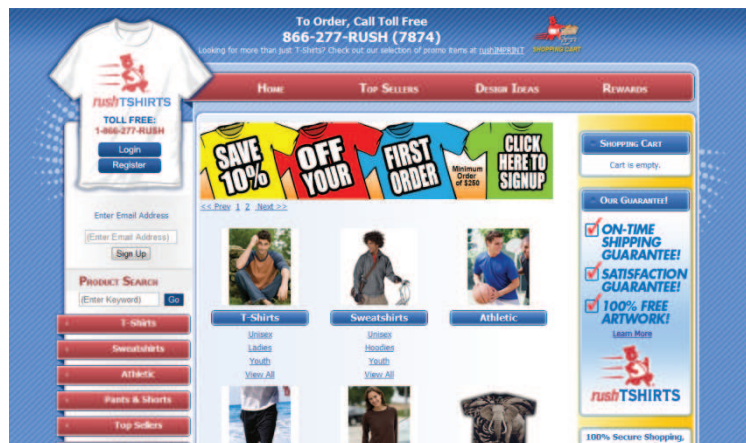 To Order, Call Toll Free
866-277-RUSH (7874)
Looking for more than just T-Shirts? Check out our selection of promo items at rushIMPRINT
SHOPPING CART
rushTSHIRTS
TOLL FREE:
1-866-277-RUSH
Login
Register
Home
Top Sellers
Design Ideas
Rewards
SAVE
10%
OFF
YOUR
FIRST
ORDER
Minimum
Order
of $250
CLICK
HERE TO
SIGNUP
<< Prev 1 2 Next >>
Enter Email Address
(Enter Email Address)
Sign Up
Product Search
(Enter Keyword) Go
T-Shirts
Sweatshirts
Athletic
Pants & Shorts
Top Sellers
T-Shirts
Unisex
Ladies
Youth
View All
Sweatshirts
Unisex
Hoodies
Youth
View All
Athletic
Shopping Cart
Cart is empty.
Our Guarantee!
ON-TIME
SHIPPING
GUARANTEE!
SATISFACTION
GUARANTEE!
100% FREE
ARTWORK!
Learn More
rushTSHIRTS
100% Secure Shopping,